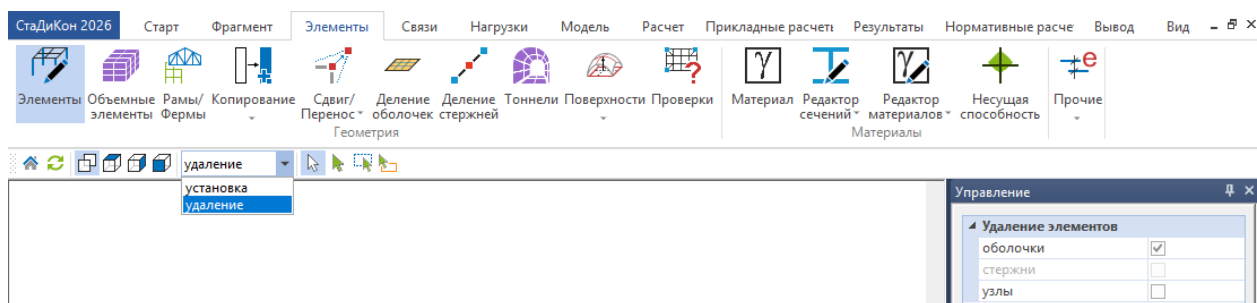 СтаДиКон 2026 Старт Фрагмент Элементы Связи Нагрузки Модель Расчет Прикладные расчеты Результаты Нормативные расче Вывод Вид
Элементы Объемные элементы Рамы/ Фермы Копирование Сдвиг/ Перенос Деление оболочек Деление стержней Тоннели Поверхности Проверки Материал Редактор сечений Редактор материалов Несущая способность Прочие
Геометрия Материалы
удаление
установка
удаление
Управление
Удаление элементов
оболочки
стержни
узлы